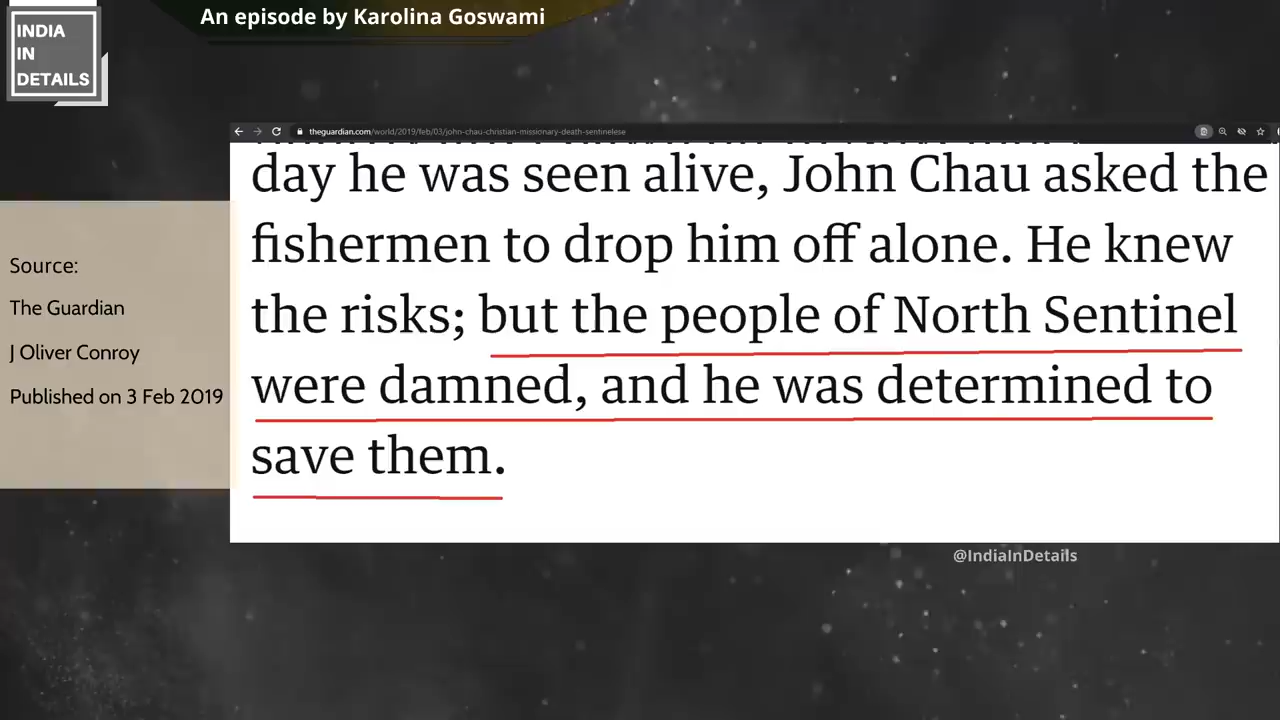 An episode by Karolina Goswami
INDIA
IN
DETAILS
theguardian.com/world/2019/feb/03/john-chau-christian-missionary-death-sentinelese
day he was seen alive, John Chau asked the
fishermen to drop him off alone. He knew
the risks; but the people of North Sentinel
were damned, and he was determined to
save them.
Source:
The Guardian
J Oliver Conroy
Published on 3 Feb 2019
@IndiaInDetails